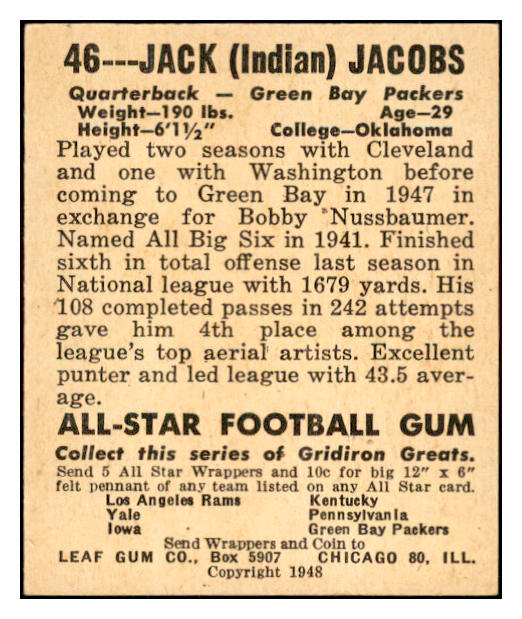 46---JACK (Indian) JACOBS
Quarterback — Green Bay Packers
Weight—190 lbs. Age—29
Height—6'1½" College—Oklahoma
Played two seasons with Cleveland
and one with Washington before
coming to Green Bay in 1947 in
exchange for Bobby Nussbaumer.
Named All Big Six in 1941. Finished
sixth in total offense last season in
National league with 1679 yards. His
108 completed passes in 242 attempts
gave him 4th place among the
league's top aerial artists. Excellent
punter and led league with 43.5 aver-
age.
ALL-STAR FOOTBALL GUM
Collect this series of Gridiron Greats.
Send 5 All Star Wrappers and 10c for big 12" x 6"
felt pennant of any team listed on any All Star card.
Los Angeles Rams Kentucky
Yale Pennsylvania
Iowa Green Bay Packers
Send Wrappers and Coin to
LEAF GUM CO., Box 5907 CHICAGO 80, ILL.
Copyright 1948